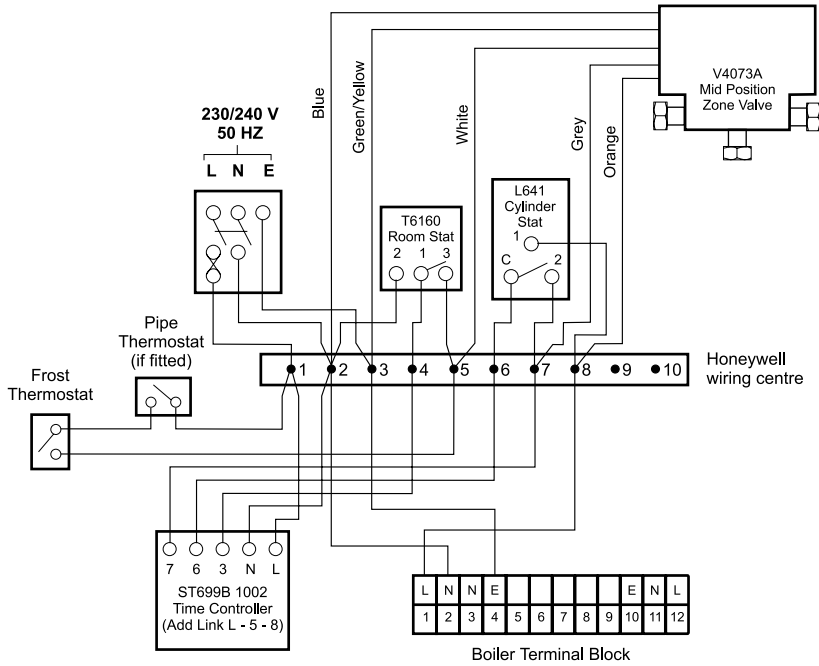 V4073A
Mid Position
Zone Valve
230/240 V
50 HZ
L N E
Blue
Green/Yellow
White
Grey
Orange
T6160
Room Stat
2 1 3
L641
Cylinder
Stat
1
C 2
Pipe
Thermostat
(if fitted)
Frost
Thermostat
1 2 3 4 5 6 7 8 9 10
Honeywell
wiring centre
7 6 3 N L
ST699B 1002
Time Controller
(Add Link L - 5 - 8)
L N N E E N L
1 2 3 4 5 6 7 8 9 10 11 12
Boiler Terminal Block